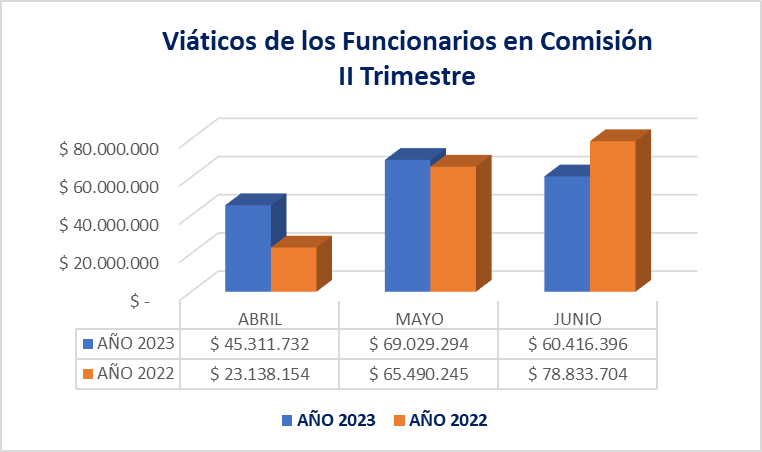 Viáticos de los Funcionarios en Comisión
II Trimestre
$ 80.000.000
$ 60.000.000
$ 40.000.000
$ 20.000.000
$ -
ABRIL MAYO JUNIO
AÑO 2023 $ 45.311.732 $ 69.029.294 $ 60.416.396
AÑO 2022 $ 23.138.154 $ 65.490.245 $ 78.833.704
AÑO 2023 AÑO 2022